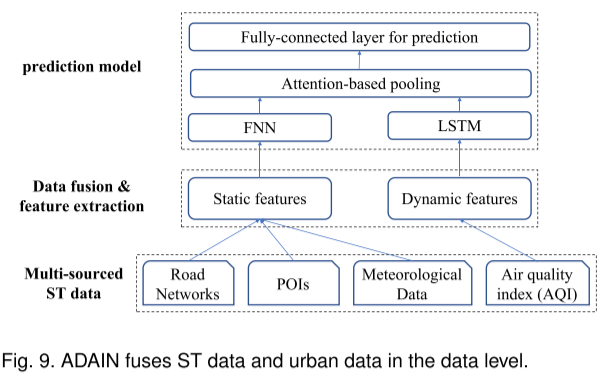 Fully-connected layer for prediction
prediction model
Attention-based pooling
FNN
LSTM
Data fusion &
feature extraction
Static features
Dynamic features
Multi-sourced
ST data
Road
Networks
POIs
Meteorological
Data
Air quality
index (AQI)
Fig. 9. ADAIN fuses ST data and urban data in the data level.